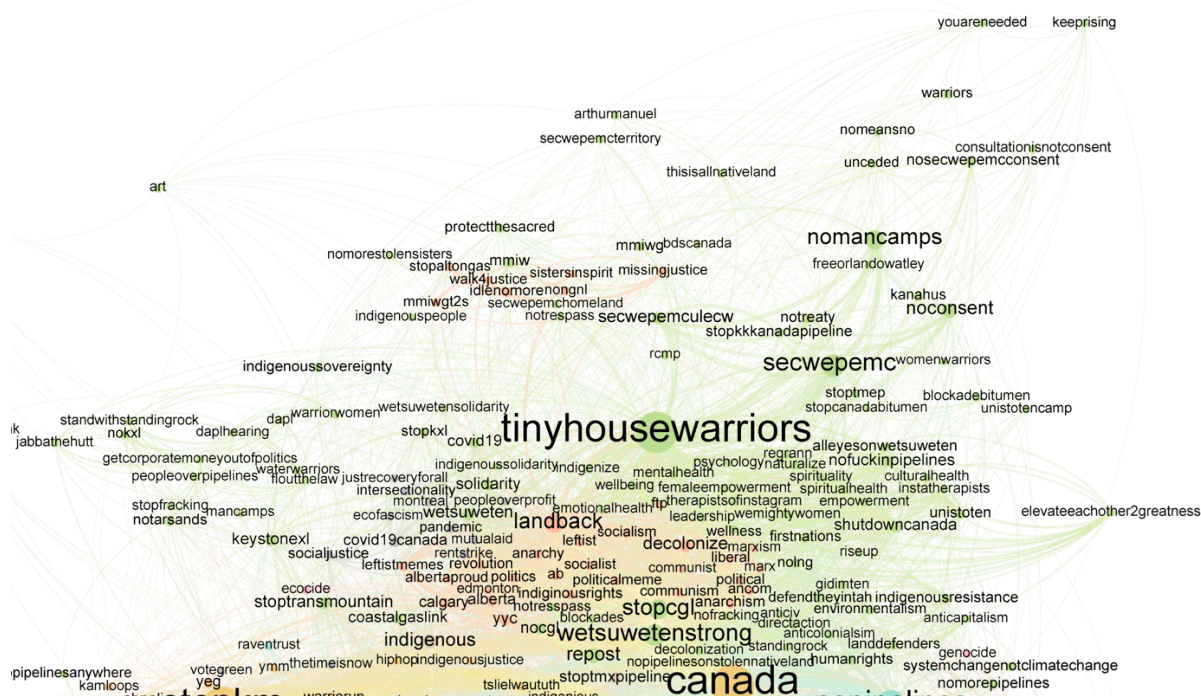 youareneeded
keeprising
warriors
arthurmanuel
nomeansno
secwepemcterritory
consultationisnotconsent
unceded
nosecwepemcconsent
thisisallnativeland
art
protectthesacred
nomancamps
mmiwg
bdscanada
nomorestolensisters
mmiw
stopaltongas
sistersinspirit
missingjustice
freeorlandowatley
walk4justice
idlenomore
nongnl
kanahus
mmiwgt2s
secwepemchomeland
noconsent
indigenouspeople
notrespass
secwepemculecw
notreaty
stopkkkanadapipeline
rcmp
secwepemc
womenwarriors
indigenoussovereignty
stoptmep
blockadebitumen
wetsuwetensolidarity
stopcanadabitumen
unistotencamp
warriorwomen
standwithstandingrock
dapl
tinyhousewarriors
nokxl
daplhearing
stopkxl
covid19
jabbathehutt
alleyesonwetsuweten
regrann
getcorporatemoneyoutofpolitics
nofuckinpipelines
psychology
naturalize
indigenoussolidarity
indigenize
waterwarriors
peopleoverpipelines
floutthelaw
justrecoveryforall
mentalhealth
spirituality
culturalhealth
solidarity
wellbeing
femaleempowerment
spiritualhealth
instatherapists
intersectionality
montreal
peopleoverprofit
ftp
therapistsofinstagram
empowerment
stopfracking
mancamps
emotionalhealth
ecofascism
wetsuweten
leadership
wemightywomen
unistoten
elevateeachother2greatness
notarsands
landback
shutdowncanada
pandemic
socialism
wellness
firstnations
keystonexl
covid19canada
mutualaid
leftist
decolonize
marxism
riseup
socialjustice
rentstrike
anarchy
liberal
leftistmemes
revolution
socialist
communist
marx
nolng
albertaproud
politics
ab
politicalmeme
political
gidimten
ecocide
edmonton
indiginousrights
communism
ancom
defendtheyintah
indigenousresistance
stoptransmountain
calgary
alberta
notresspass
stopcgl
anarchism
environmentalism
coastalgaslink
yyc
blockades
nofracking
anticiv
anticapitalism
nocgl
directaction
indigenous
wetsuwetenstrong
anticolonialsim
raventrust
repost
decolonization
standingrock
landdefenders
genocide
opipelinesanywhere
votegreen
ymm
thetimeisnow
hiphop
indigenousjustice
nopipelinesonstolennativeland
humanrights
systemchangenotclimatechange
kamloops
yeg
tslielwaututh
stoptmxpipeline
canada
nomorepipelines